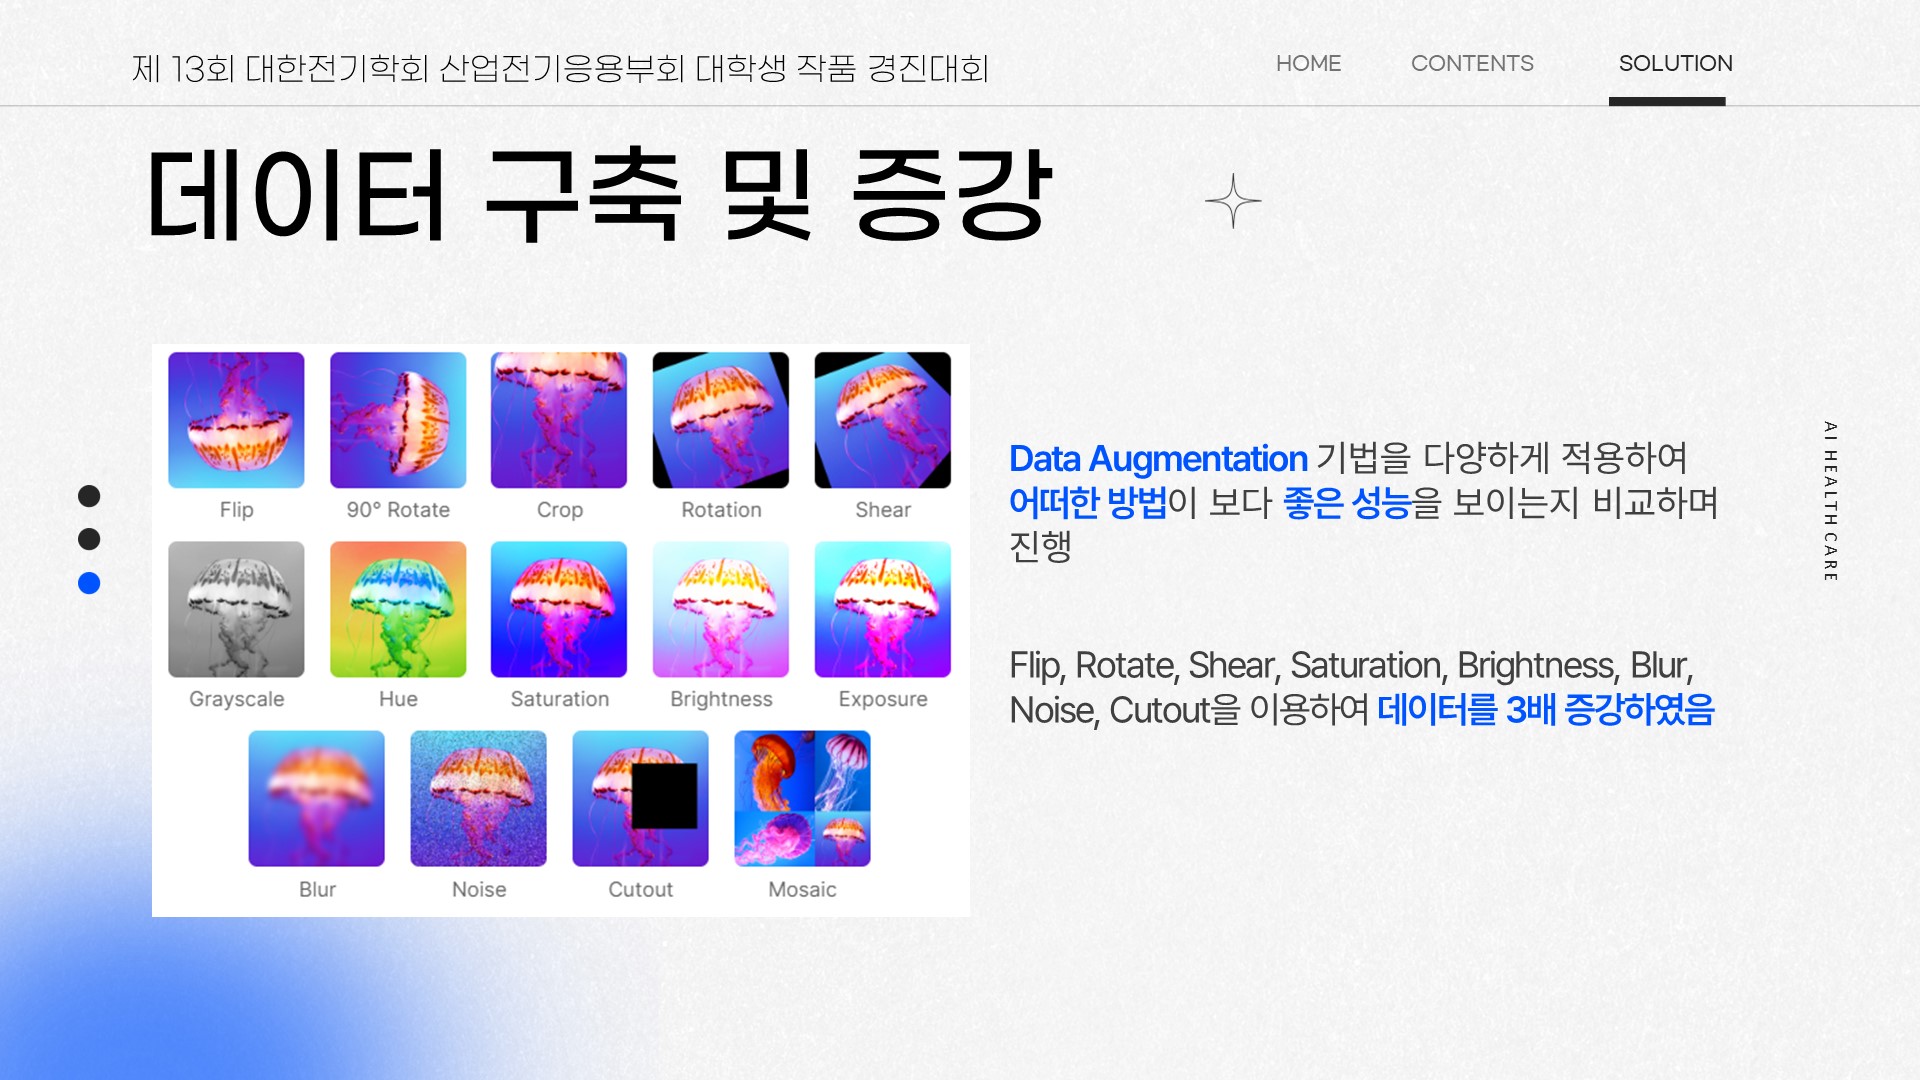 제 13회 대한전기학회 산업전기응용부회 대학생 작품 경진대회
HOME CONTENTS SOLUTION
데이터 구축 및 증강
Flip 90° Rotate Crop Rotation Shear
Grayscale Hue Saturation Brightness Exposure
Blur Noise Cutout Mosaic
Data Augmentation 기법을 다양하게 적용하여
어떠한 방법이 보다 좋은 성능을 보이는지 비교하며
진행
Flip, Rotate, Shear, Saturation, Brightness, Blur,
Noise, Cutout을 이용하여 데이터를 3배 증강하였음
AI HEALTHCARE